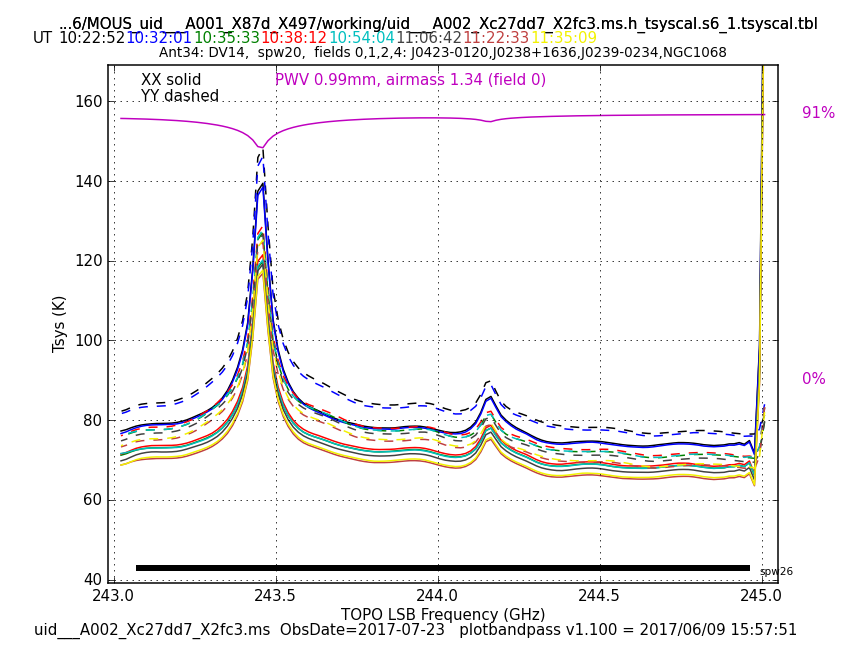 ...6/MOUS_uid___A001_X87d_X497/working/uid___A002_Xc27dd7_X2fc3.ms.h_tsyscal.s6_1.tsyscal.tbl
UT 10:22:52 10:32:01 10:35:33 10:38:12 10:54:04 11:06:42 11:22:33 11:35:09
Ant34: DV14,  spw20,  fields 0,1,2,4: J0423-0120,J0238+1636,J0239-0234,NGC1068
XX solid
YY dashed
PWV 0.99mm, airmass 1.34 (field 0)
91%
0%
160
140
120
100
80
60
40
Tsys (K)
spw26
243.0 243.5 244.0 244.5 245.0
TOPO LSB Frequency (GHz)
uid___A002_Xc27dd7_X2fc3.ms  ObsDate=2017-07-23   plotbandpass v1.100 = 2017/06/09 15:57:51